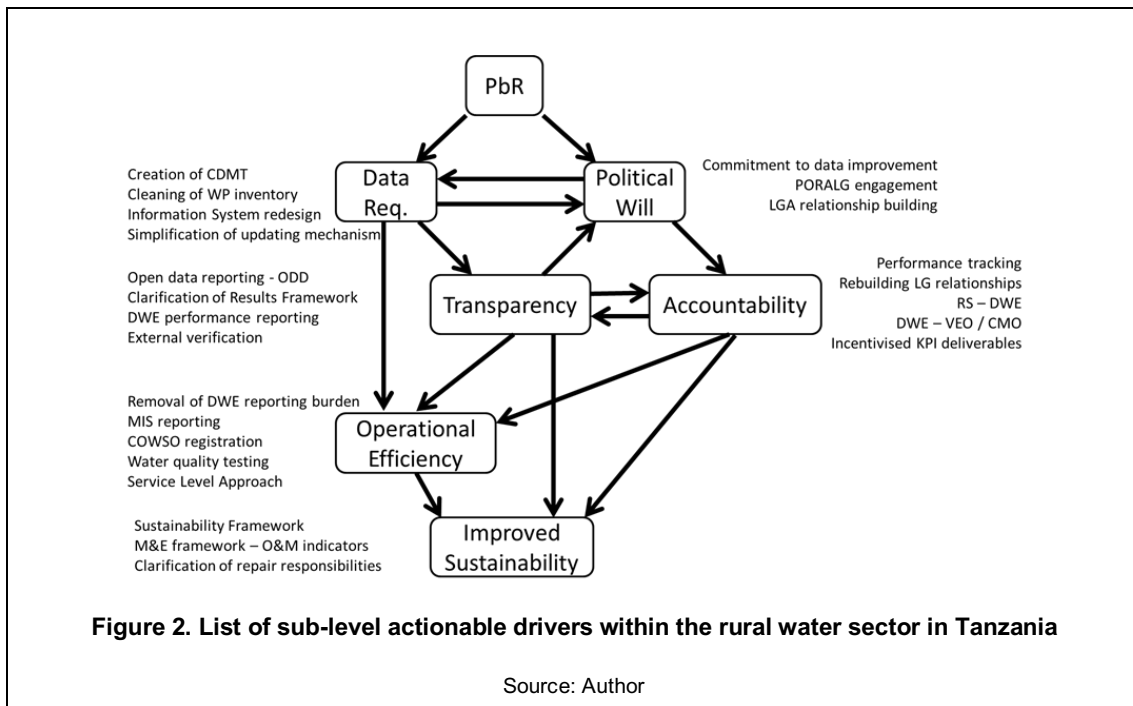 PbR
Creation of CDMT
Cleaning of WP inventory
Information System redesign
Simplification of updating mechanism
Data
Req.
Political
Will
Commitment to data improvement
PORALG engagement
LGA relationship building
Open data reporting - ODD
Clarification of Results Framework
DWE performance reporting
External verification
Transparency
Accountability
Performance tracking
Rebuilding LG relationships
RS – DWE
DWE – VEO / CMO
Incentivised KPI deliverables
Removal of DWE reporting burden
MIS reporting
COWSO registration
Water quality testing
Service Level Approach
Operational
Efficiency
Sustainability Framework
M&E framework – O&M indicators
Clarification of repair responsibilities
Improved
Sustainability
Figure 2. List of sub-level actionable drivers within the rural water sector in Tanzania
Source: Author